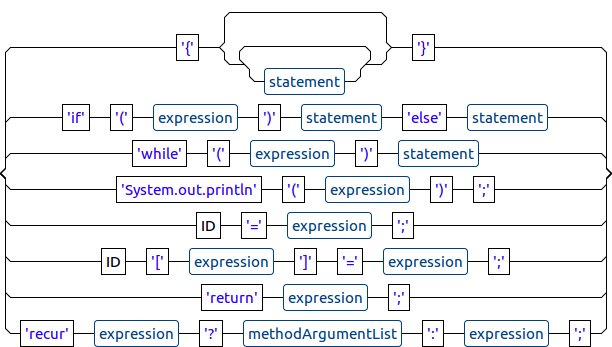 '{' '}'
statement
'if' '(' expression ')' statement 'else' statement
'while' '(' expression ')' statement
'System.out.println' '(' expression ')' ';'
ID '=' expression ';'
ID '[' expression ']' '=' expression ';'
'return' expression ';'
'recur' expression '?' methodArgumentList ':' expression ';'